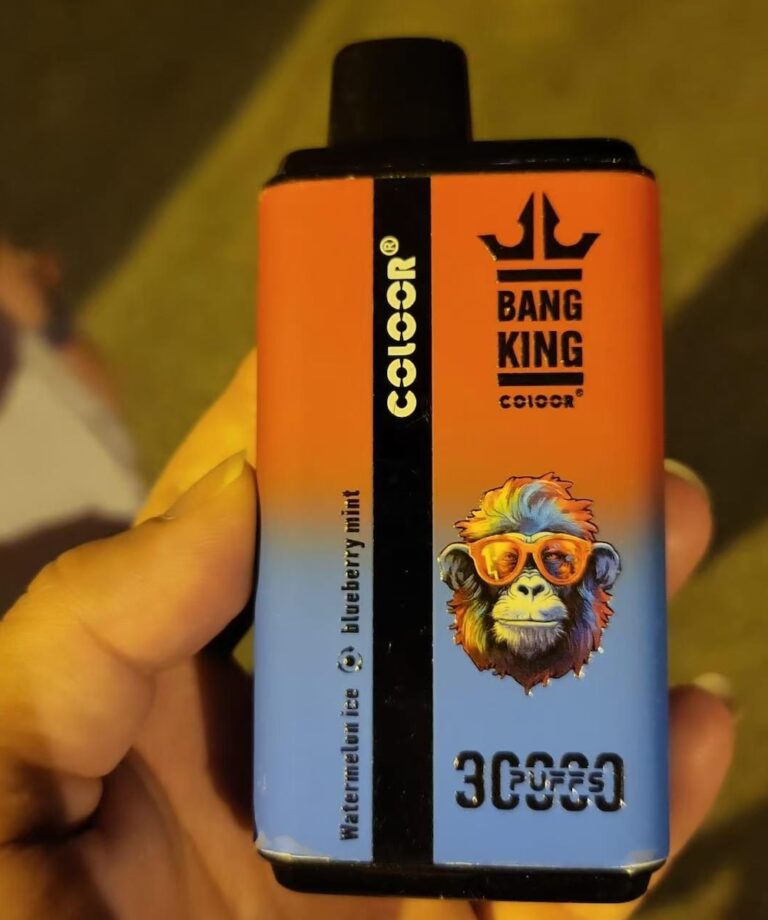 COLOOR®
BANG
KING
COLOOR®
Watermelon ice blueberry mint
30000
PUFFS